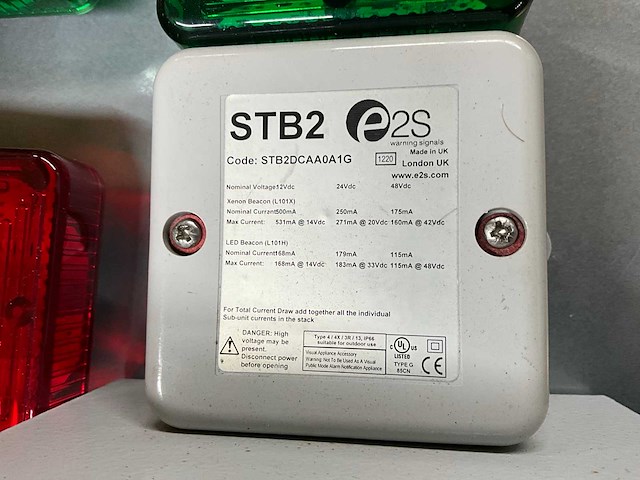 STB2 e2S
warning signals
Made in UK
Code: STB2DCAA0A1G 1220 London UK
www.e2s.com
Nominal Voltage12Vdc 24Vdc 48Vdc
Xenon Beacon (L101X)
Nominal Current500mA 250mA 175mA
Max Current: 531mA @ 14Vdc 271mA @ 20Vdc 160mA @ 42Vdc
LED Beacon (L101H)
Nominal Current168mA 179mA 115mA
Max Current: 168mA @ 14Vdc 183mA @ 33Vdc 115mA @ 48Vdc
For Total Current Draw add together all the individual
Sub-unit currents in the stack
DANGER: High
voltage may be
present.
Disconnect power
before opening
Type 4 / 4X / 3R / 13, IP66
suitable for outdoor use
Visual Appliance Accessory
Warning: Not To Be Used As A Visual
Public Mode Alarm Notification Appliance
C UL US
LISTED
TYPE G
85CN
CE